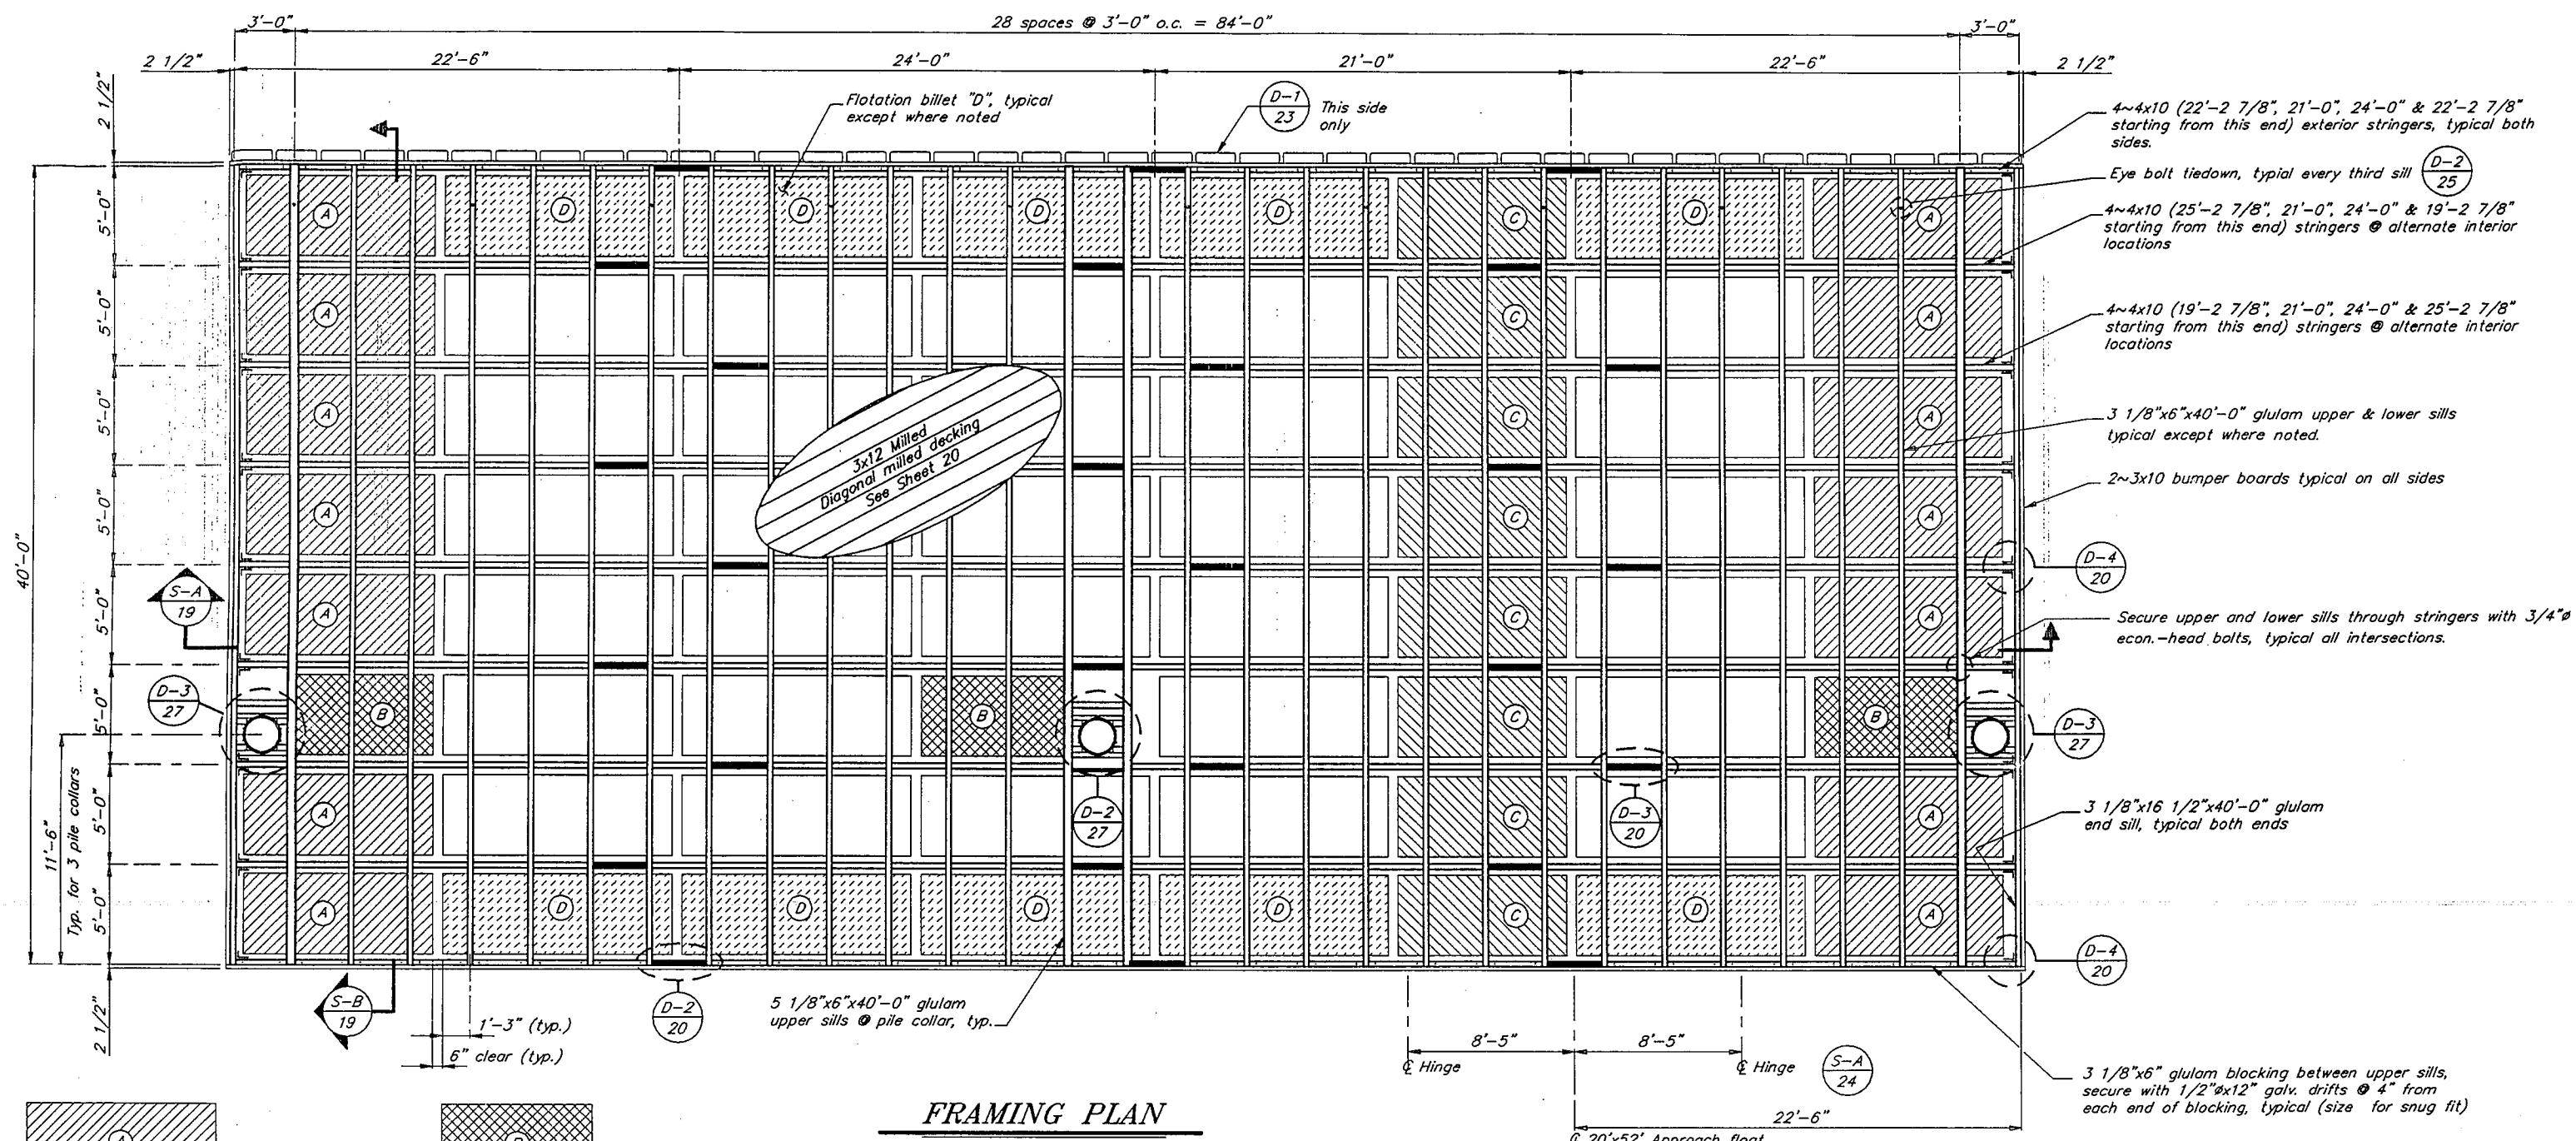 3'-0"
28 spaces @ 3'-0" o.c. = 84'-0"
3'-0"
2 1/2"
22'-6"
24'-0"
21'-0"
22'-6"
2 1/2"
2 1/2"
Flotation billet "D", typical
except where noted
D-1
23
This side
only
4~4x10 (22'-2 7/8", 21'-0", 24'-0" & 22'-2 7/8"
starting from this end) exterior stringers, typical both
sides.
Eye bolt tiedown, typial every third sill
D-2
25
4~4x10 (25'-2 7/8", 21'-0", 24'-0" & 19'-2 7/8"
starting from this end) stringers @ alternate interior
locations
4~4x10 (19'-2 7/8", 21'-0", 24'-0" & 25'-2 7/8"
starting from this end) stringers @ alternate interior
locations
3 1/8"x6"x40'-0" glulam upper & lower sills
typical except where noted.
2~3x10 bumper boards typical on all sides
D-4
20
Secure upper and lower sills through stringers with 3/4"ø
econ.-head bolts, typical all intersections.
D-3
27
3 1/8"x16 1/2"x40'-0" glulam
end sill, typical both ends
D-4
20
3 1/8"x6" glulam blocking between upper sills,
secure with 1/2"øx12" galv. drifts @ 4" from
each end of blocking, typical (size for snug fit)
40'-0"
5'-0"
5'-0"
5'-0"
5'-0"
5'-0"
5'-0"
5'-0"
5'-0"
11'-6"
Typ. for 3 pile collars
2 1/2"
S-A
19
D-3
27
A D D D D C D A
A C A
A C A
A C A
A C A
B B C B
A C A
A D D D D C D A
3x12 Milled
Diagonal milled decking
See Sheet 20
D-2
27
D-3
20
S-B
19
1'-3" (typ.)
6" clear (typ.)
D-2
20
5 1/8"x6"x40'-0" glulam
upper sills @ pile collar, typ.
8'-5"
8'-5"
℄ Hinge
℄ Hinge
S-A
24
22'-6"
℄ 20'x52' Approach float
FRAMING PLAN